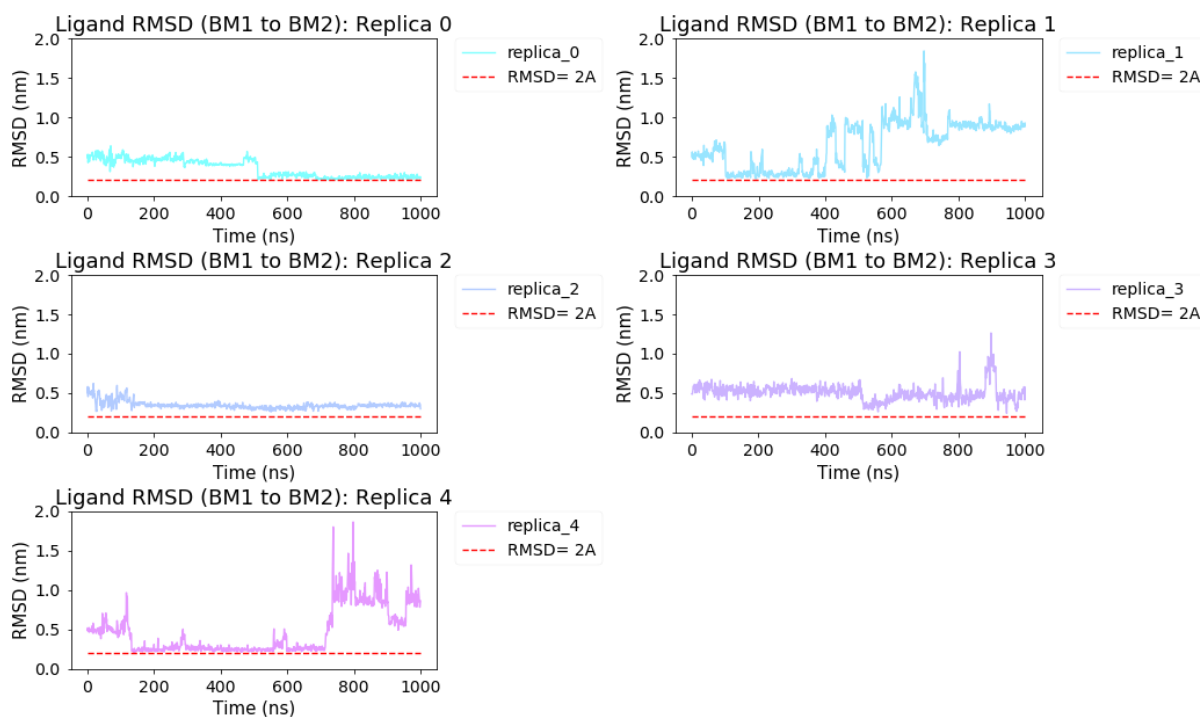 Ligand RMSD (BM1 to BM2): Replica 0
2.0
1.5
1.0
0.5
0.0
RMSD (nm)
0 200 400 600 800 1000
Time (ns)
replica_0
RMSD= 2A
Ligand RMSD (BM1 to BM2): Replica 1
2.0
1.5
1.0
0.5
0.0
RMSD (nm)
0 200 400 600 800 1000
Time (ns)
replica_1
RMSD= 2A
Ligand RMSD (BM1 to BM2): Replica 2
2.0
1.5
1.0
0.5
0.0
RMSD (nm)
0 200 400 600 800 1000
Time (ns)
replica_2
RMSD= 2A
Ligand RMSD (BM1 to BM2): Replica 3
2.0
1.5
1.0
0.5
0.0
RMSD (nm)
0 200 400 600 800 1000
Time (ns)
replica_3
RMSD= 2A
Ligand RMSD (BM1 to BM2): Replica 4
2.0
1.5
1.0
0.5
0.0
RMSD (nm)
0 200 400 600 800 1000
Time (ns)
replica_4
RMSD= 2A